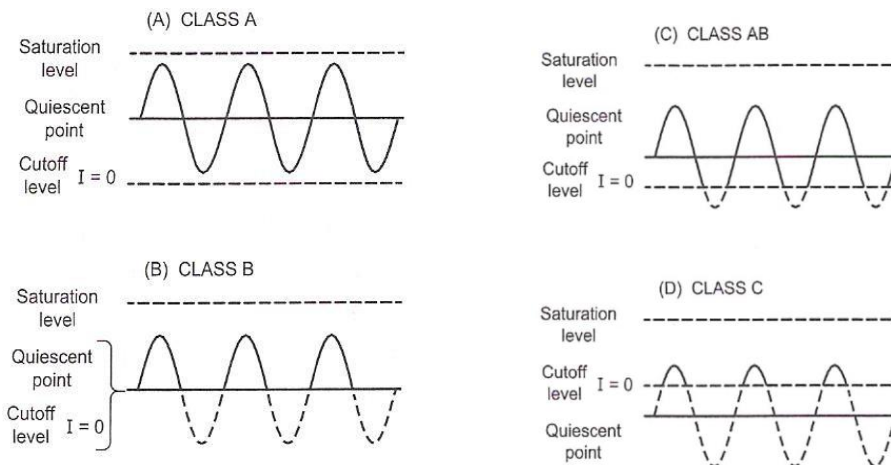 (A) CLASS A
Saturation
level
Quiescent
point
Cutoff
level I = 0
(B) CLASS B
Saturation
level
Quiescent
point
Cutoff
level I = 0
(C) CLASS AB
Saturation
level
Quiescent
point
Cutoff
level I = 0
(D) CLASS C
Saturation
level
Cutoff
level I = 0
Quiescent
point